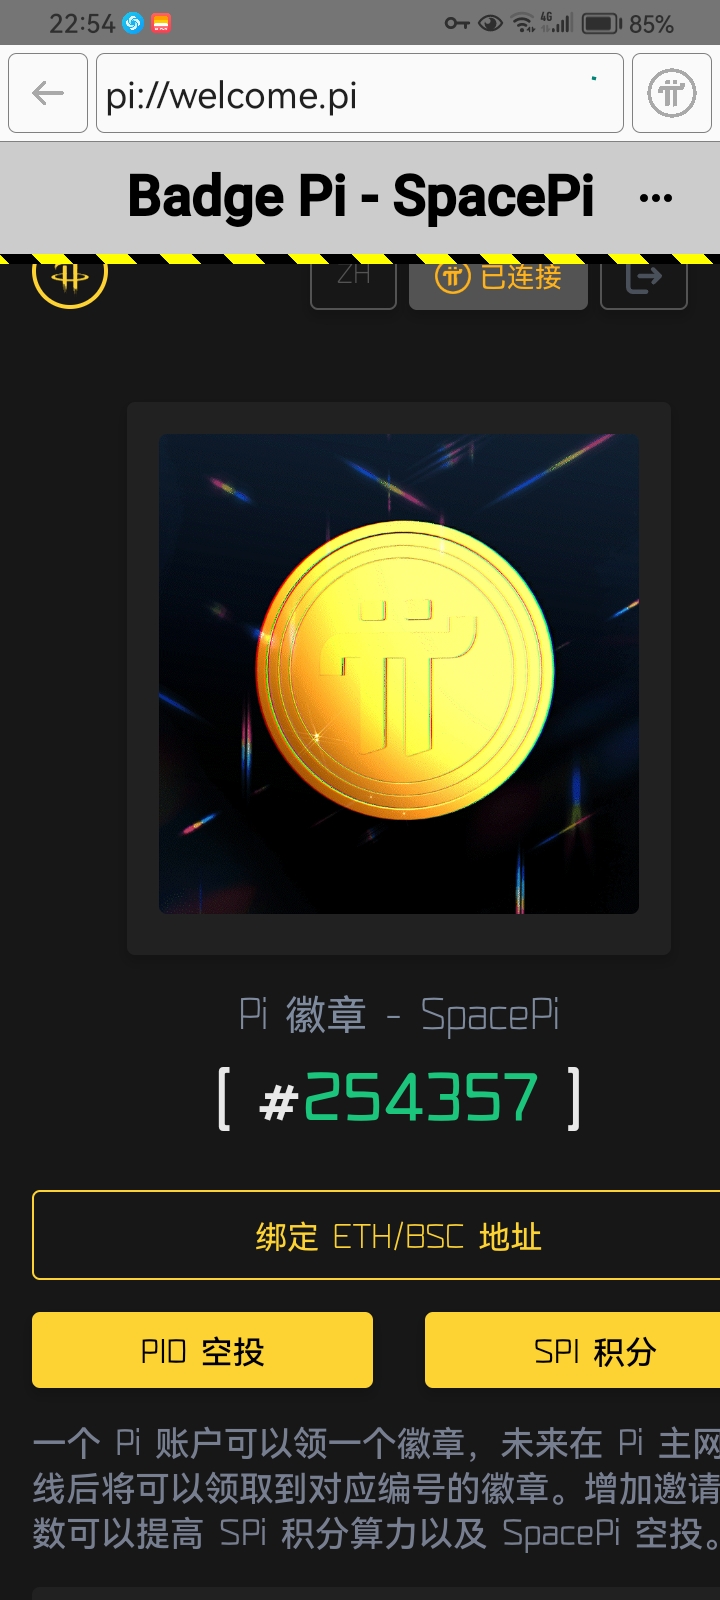 22:54 4G 85%
pi://welcome.pi
Badge Pi - SpacePi ...
ZH 已连接
Pi 徽章 - SpacePi
[ #254357 ]
绑定 ETH/BSC 地址
PIO 空投 SPI 积分
一个 Pi 账户可以领一个徽章，未来在 Pi 主网
线后将可以领取到对应编号的徽章。增加邀请
数可以提高 SPi 积分算力以及 SpacePi 空投。